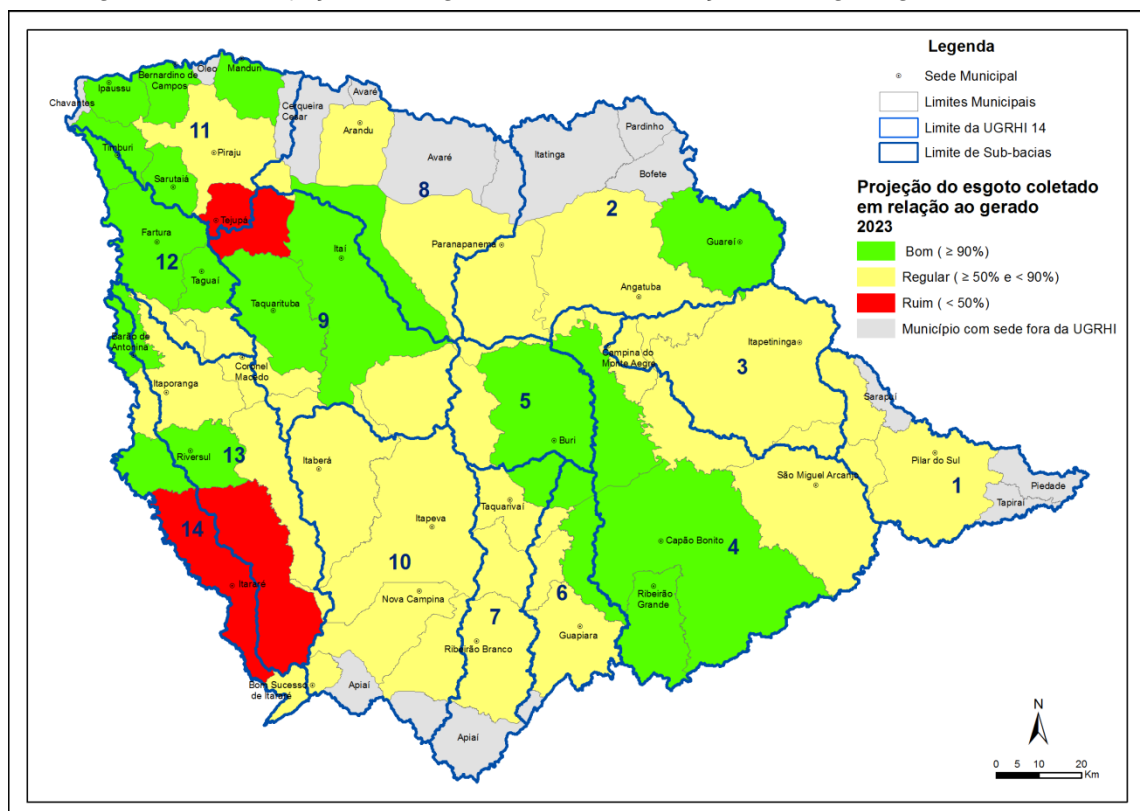 Legenda
Sede Municipal
Limites Municipais
Limite da UGRHI 14
Limite de Sub-bacias
Projeção do esgoto coletado
em relação ao gerado
2023
Bom ( ≥ 90%)
Regular ( ≥ 50% e < 90%)
Ruim ( < 50%)
Município com sede fora da UGRHI
Chavantes
Ipaussu
Bernardino de
Campos
Óleo
Manduri
Cerqueira
Cesar
Avaré
Arandu
Avaré
8
Itatinga
Pardinho
Bofete
11
Piraju
Timburi
Sarutaiá
Tejupá
2
Guareí
Paranapanema
Angatuba
Fartura
12
Taguaí
Itaí
Taquarituba
9
Barão de
Antonina
Coronel
Macedo
Itaporanga
Campina do
Monte Aegre
Itapetininga
3
Sarapuí
5
Buri
Riversul
13
Itaberá
Pilar do Sul
1
Piedade
Tapiraí
São Miguel Arcanjo
Taquarivaí
Itapeva
14
Itararé
10
Capão Bonito
4
Nova Campina
6
Ribeirão
Grande
7
Guapiara
Ribeirão Branco
Bom Sucesso
de Itararé
Apiaí
Apiaí
N
0 5 10 20
Km